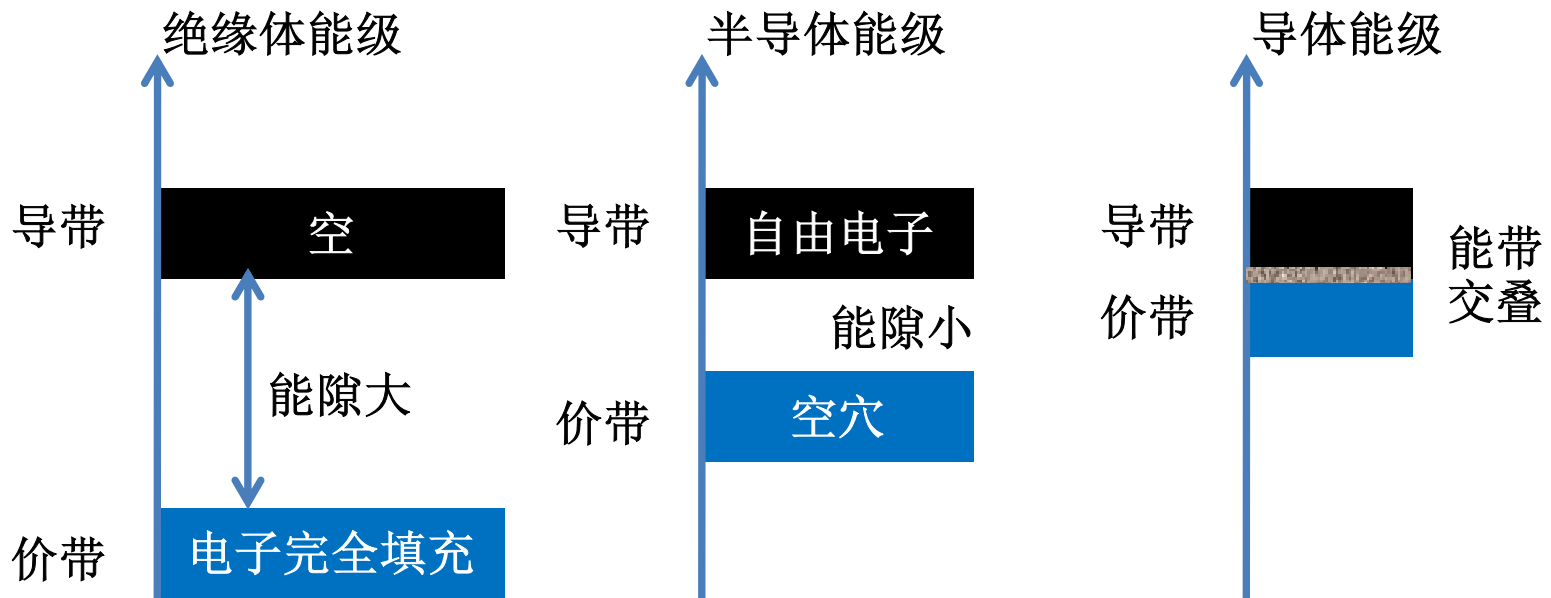 绝缘体能级
导带
空
能隙大
价带
电子完全填充
半导体能级
导带
自由电子
能隙小
价带
空穴
导体能级
导带
价带
能带
交叠